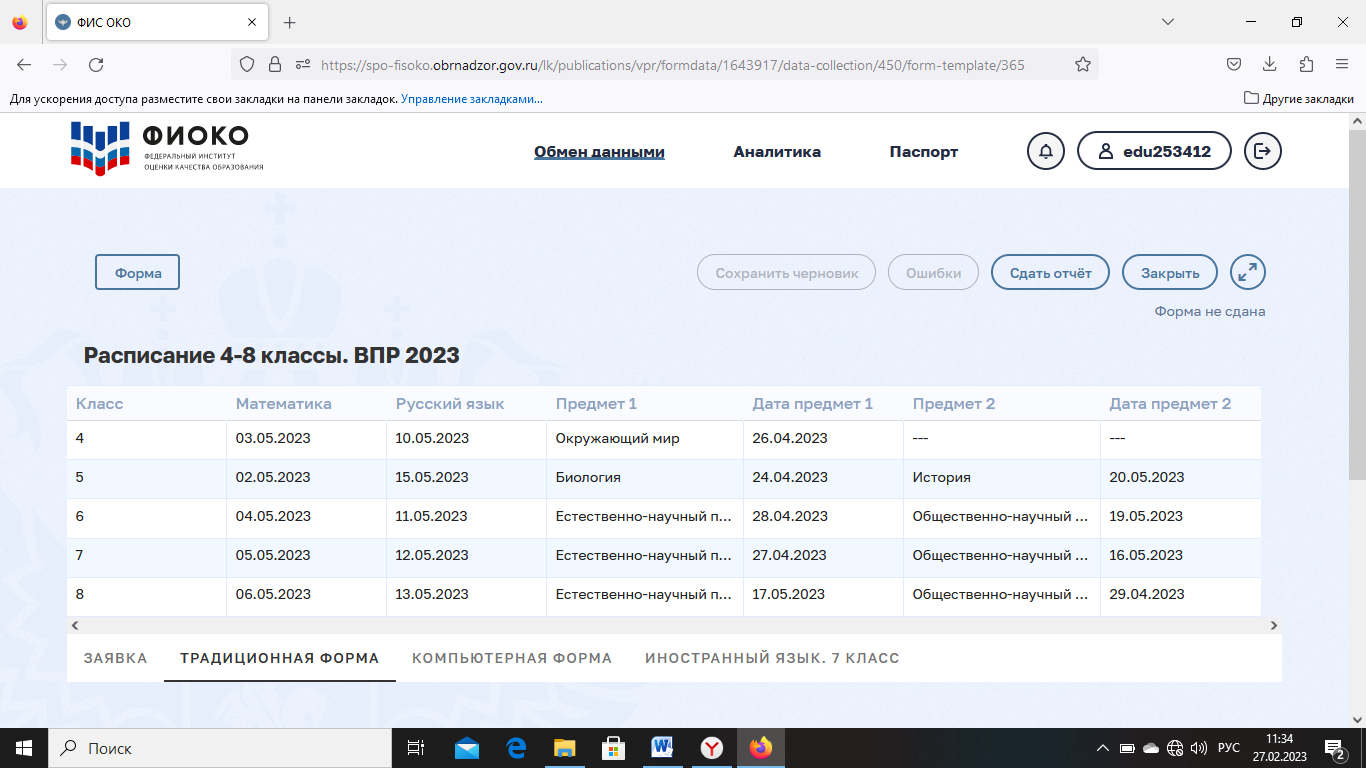 ФИС ОКО
https://spo-fisoko.obrnadzor.gov.ru/lk/publications/vpr/formdata/1643917/data-collection/450/form-template/365
Для ускорения доступа разместите свои закладки на панели закладок. Управление закладками... Другие закладки
ФИОКО
ФЕДЕРАЛЬНЫЙ ИНСТИТУТ
ОЦЕНКИ КАЧЕСТВА ОБРАЗОВАНИЯ
Обмен данными Аналитика Паспорт edu253412
Форма Сохранить черновик Ошибки Сдать отчёт Закрыть
Форма не сдана
Расписание 4-8 классы. ВПР 2023
Класс Математика Русский язык Предмет 1 Дата предмет 1 Предмет 2 Дата предмет 2
4 03.05.2023 10.05.2023 Окружающий мир 26.04.2023 --- ---
5 02.05.2023 15.05.2023 Биология 24.04.2023 История 20.05.2023
6 04.05.2023 11.05.2023 Естественно-научный п... 28.04.2023 Общественно-научный ... 19.05.2023
7 05.05.2023 12.05.2023 Естественно-научный п... 27.04.2023 Общественно-научный ... 16.05.2023
8 06.05.2023 13.05.2023 Естественно-научный п... 17.05.2023 Общественно-научный ... 29.04.2023
ЗАЯВКА ТРАДИЦИОННАЯ ФОРМА КОМПЬЮТЕРНАЯ ФОРМА ИНОСТРАННЫЙ ЯЗЫК. 7 КЛАСС
Поиск РУС 11:34
27.02.2023 2